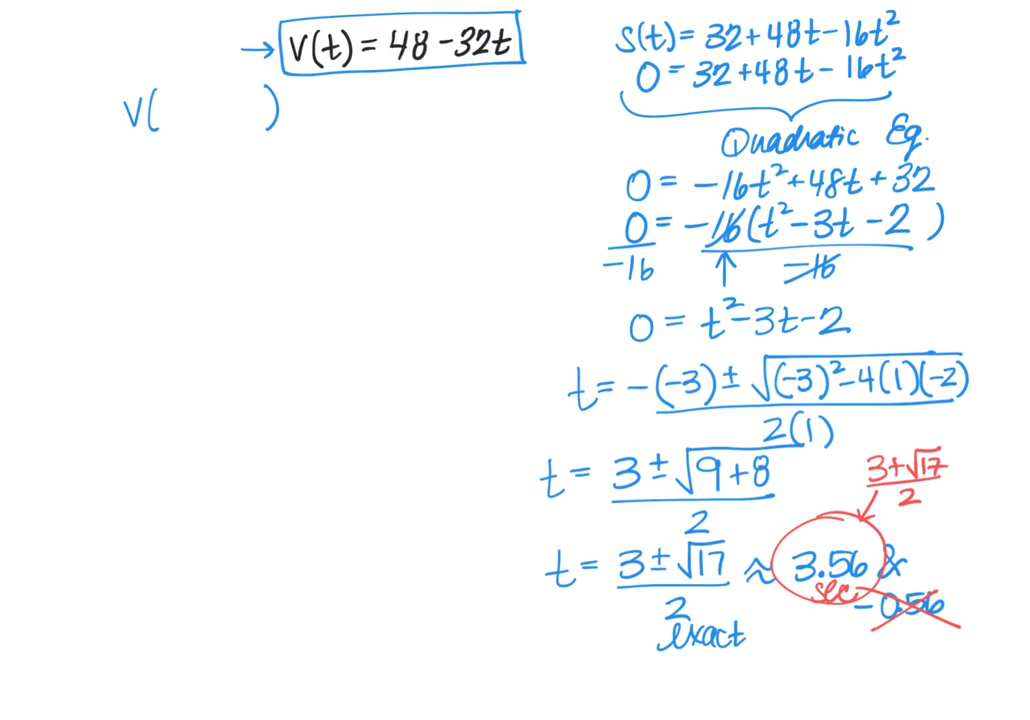 → V(t) = 48 - 32t
V( )
S(t) = 32 + 48t - 16t²
0 = 32 + 48t - 16t²
Quadratic Eq.
0 = -16t² + 48t + 32
0 = -16(t² - 3t - 2 )
-16 ↑ -16
0 = t² - 3t - 2
t = -(-3) ± √(-3)² - 4(1)(-2)
2(1)
t = 3 ± √9 + 8
2
3 + √17
2
t = 3 ± √17 ≈ 3.56 &
2 sec - 0.56
exact